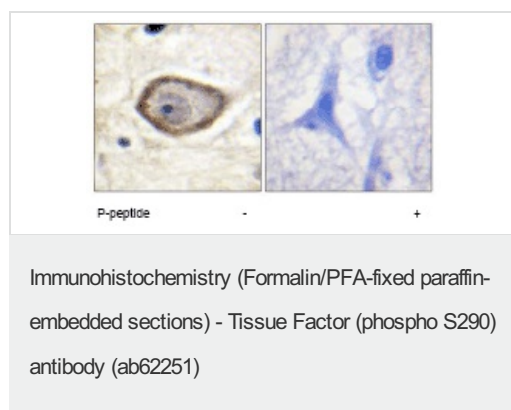 P-peptide - +
Immunohistochemistry (Formalin/PFA-fixed paraffin-
embedded sections) - Tissue Factor (phospho S290)
antibody (ab62251)